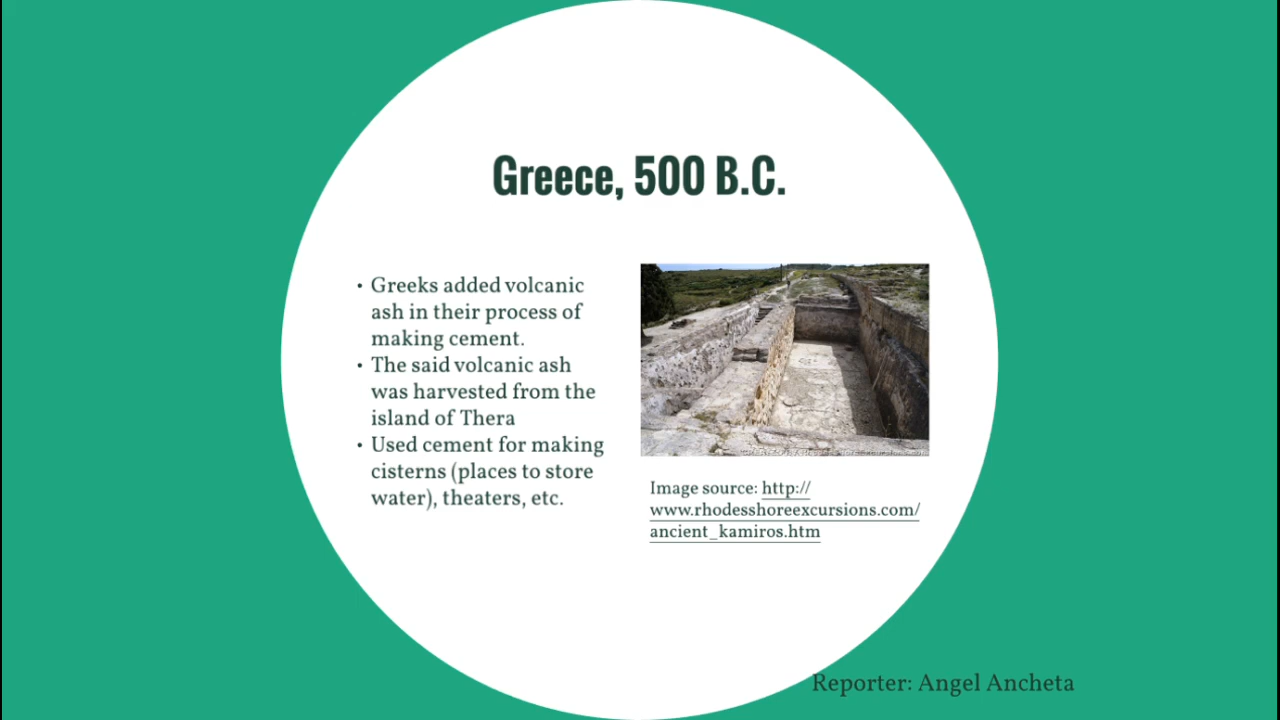 Greece, 500 B.C.
• Greeks added volcanic
ash in their process of
making cement.
• The said volcanic ash
was harvested from the
island of Thera
• Used cement for making
cisterns (places to store
water), theaters, etc.
Image source: http://
www.rhodesshoreexcursions.com/
ancient_kamiros.htm
Reporter: Angel Ancheta